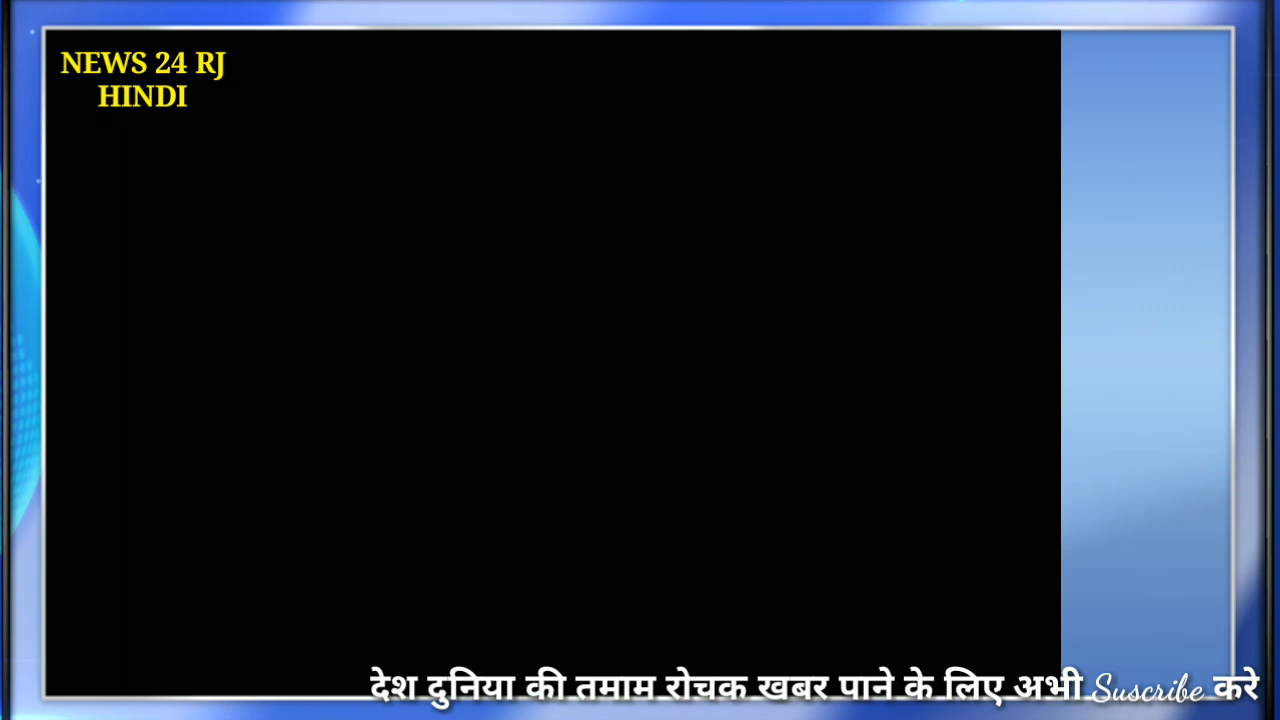 NEWS 24 RJ
HINDI
देश दुनिया की तमाम रोचक खबर पाने के लिए अभी Suscribe करे